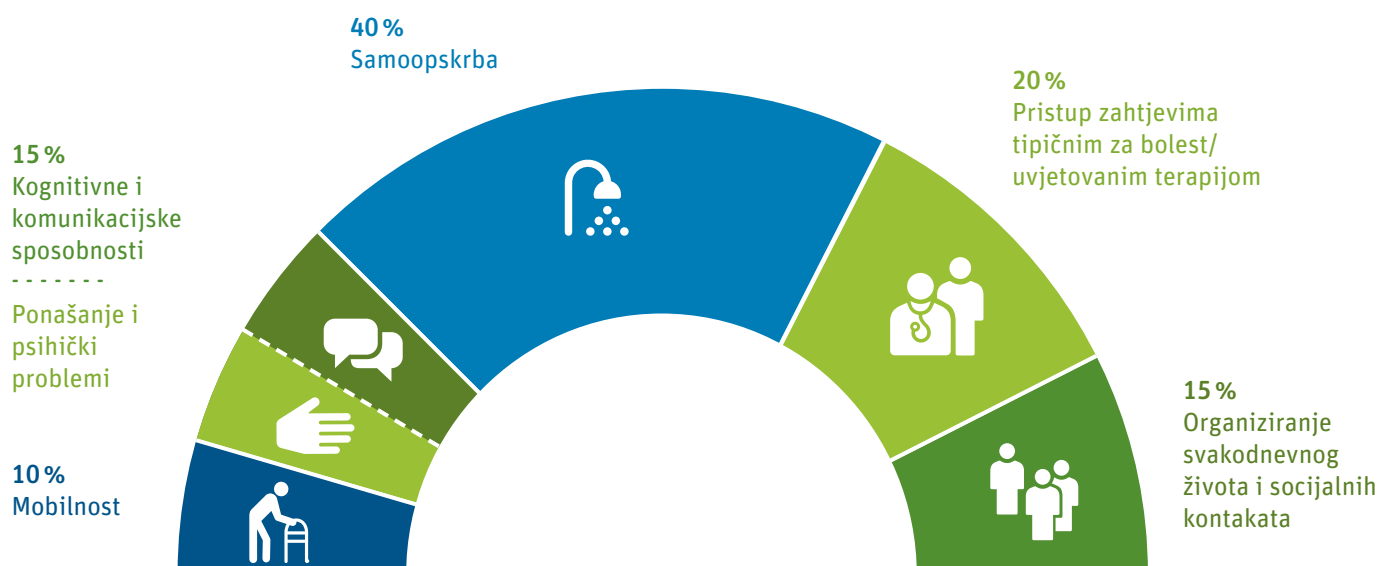 40 %
Samoopskrba
20 %
Pristup zahtjevima
tipičnim za bolest/
uvjetovanim terapijom
15 %
Kognitivne i
komunikacijske
sposobnosti
- - - - - - -
Ponašanje i
psihički
problemi
10 %
Mobilnost
15 %
Organiziranje
svakodnevnog
života i socijalnih
kontakata